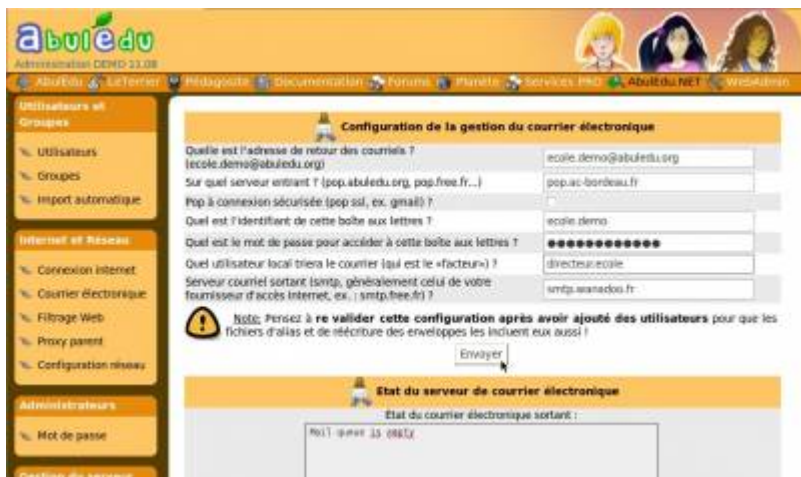 abulédu
Administration DEMO 11.08
AbulEdu LeTerrier Pédagosite Documentation Forums Planète Services PRO AbulEdu.NET WebAdmin
Utilisateurs et
Groupes
Utilisateurs
Groupes
Import automatique
Internet et Réseau
Connexion internet
Courrier électronique
Filtrage Web
Proxy parent
Configuration réseau
Administrateurs
Mot de passe
Gestion du serveur
Configuration de la gestion du courrier électronique
Quelle est l'adresse de retour des courriels ?
(ecole.demo@abuledu.org)
ecole.demo@abuledu.org
Sur quel serveur entrant ? (pop.abuledu.org, pop.free.fr...)
pop.ac-bordeau.fr
Pop à connexion sécurisée (pop ssl, ex. gmail) ?
Quel est l'identifiant de cette boîte aux lettres ?
ecole.demo
Quel est le mot de passe pour accéder à cette boîte aux lettres ?
●●●●●●●●●●●●
Quel utilisateur local triera le courrier (qui est le «facteur») ?
directeur.ecole
Serveur courriel sortant (smtp, généralement celui de votre
fournisseur d'accès Internet, ex. : smtp.free.fr) ?
smtp.wanadoo.fr
Note: Pensez à re valider cette configuration après avoir ajouté des utilisateurs pour que les
fichiers d'alias et de réécriture des enveloppes les incluent eux aussi !
Envoyer
Etat du serveur de courrier électronique
Etat du courrier électronique sortant :
Mail queue is empty